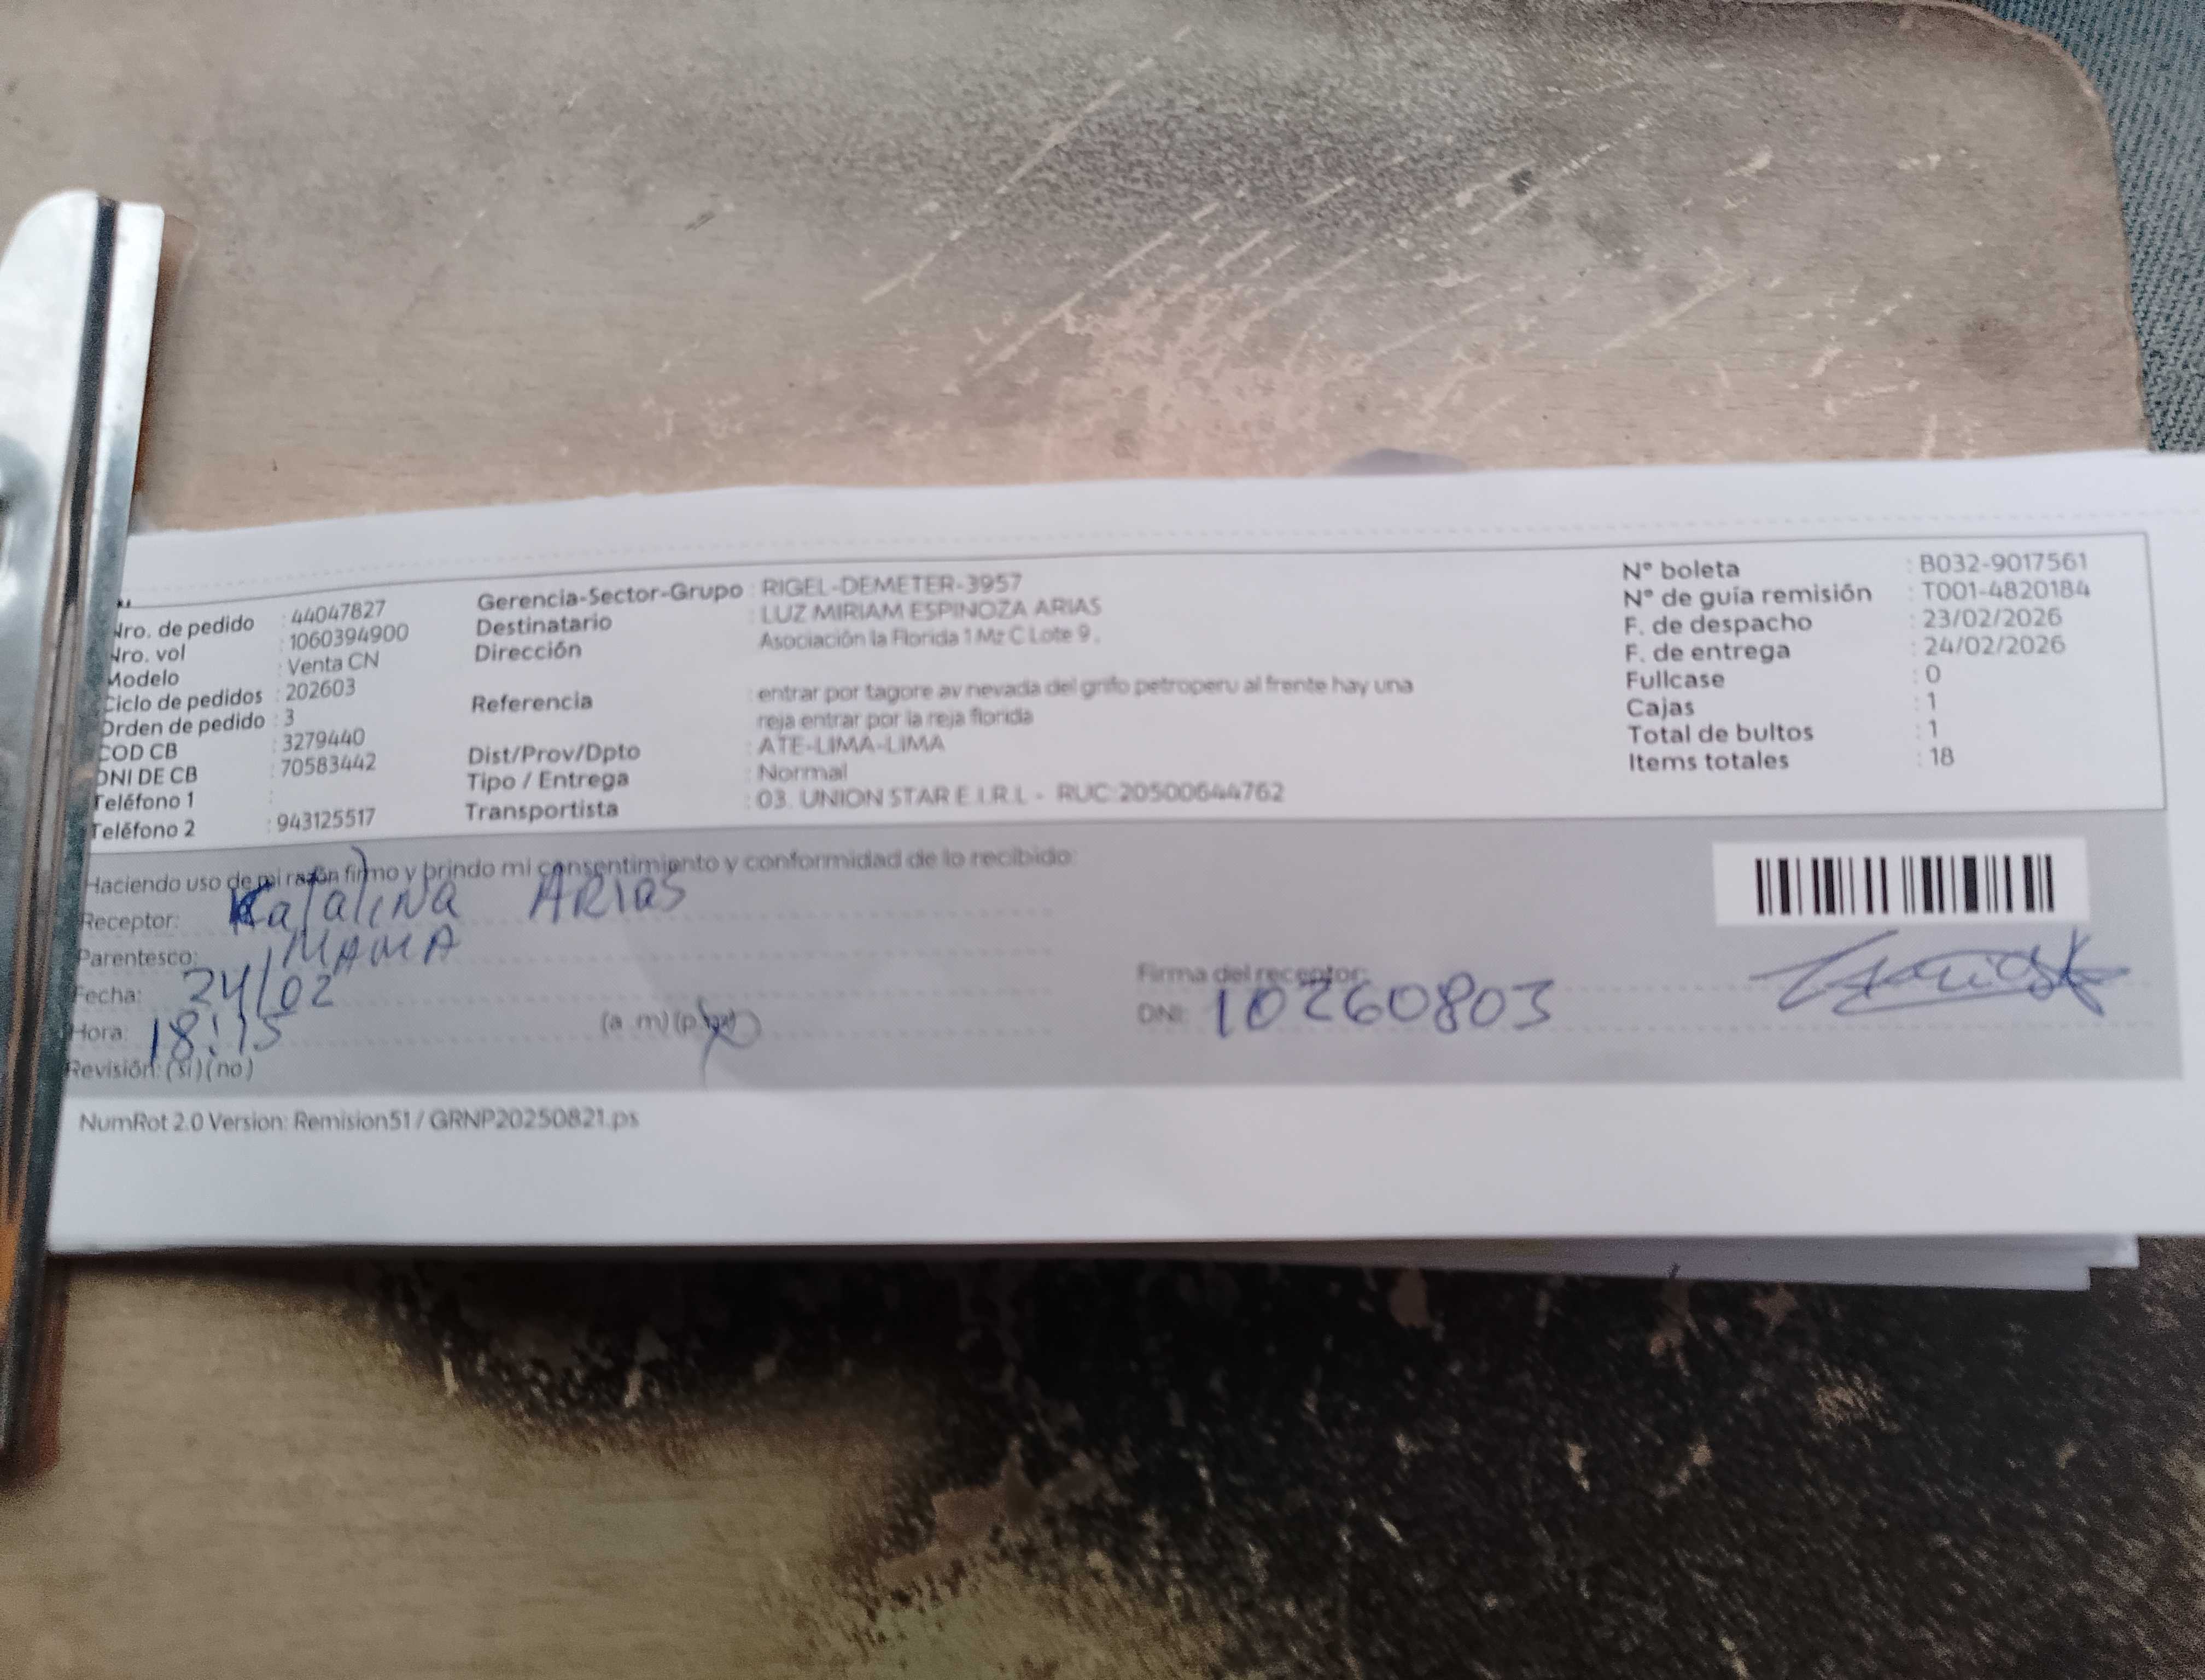 Nro. de pedido : 44047827
Nro. vol : 1060394900
Modelo : Venta CN
Ciclo de pedidos : 202603
Orden de pedido : 3
COD CB : 3279440
DNI DE CB : 70583442
Teléfono 1 :
Teléfono 2 : 943125517
Gerencia-Sector-Grupo : RIGEL-DEMETER-3957
Destinatario : LUZ MIRIAM ESPINOZA ARIAS
Dirección : Asociación la Florida 1 Mz C Lote 9 ,
Referencia : entrar por tagore av nevada del grifo petroperu al frente hay una
reja entrar por la reja florida
Dist/Prov/Dpto : ATE-LIMA-LIMA
Tipo / Entrega : Normal
Transportista : 03. UNION STAR E.I.R.L - RUC:20500644762
N° boleta : B032-9017561
N° de guía remisión : T001-4820184
F. de despacho : 23/02/2026
F. de entrega : 24/02/2026
Fullcase : 0
Cajas : 1
Total de bultos : 1
Items totales : 18
Haciendo uso de mi razón firmo y brindo mi consentimiento y conformidad de lo recibido:
Receptor: Katalina Arias
Parentesco: MAMA
Fecha: 24/02
Hora: 18:15 (a .m) (p.m)
Revisión: (si) (no)
Firma del receptor:
DNI: 10260803
NumRot 2.0 Version: Remision51 / GRNP20250821.ps